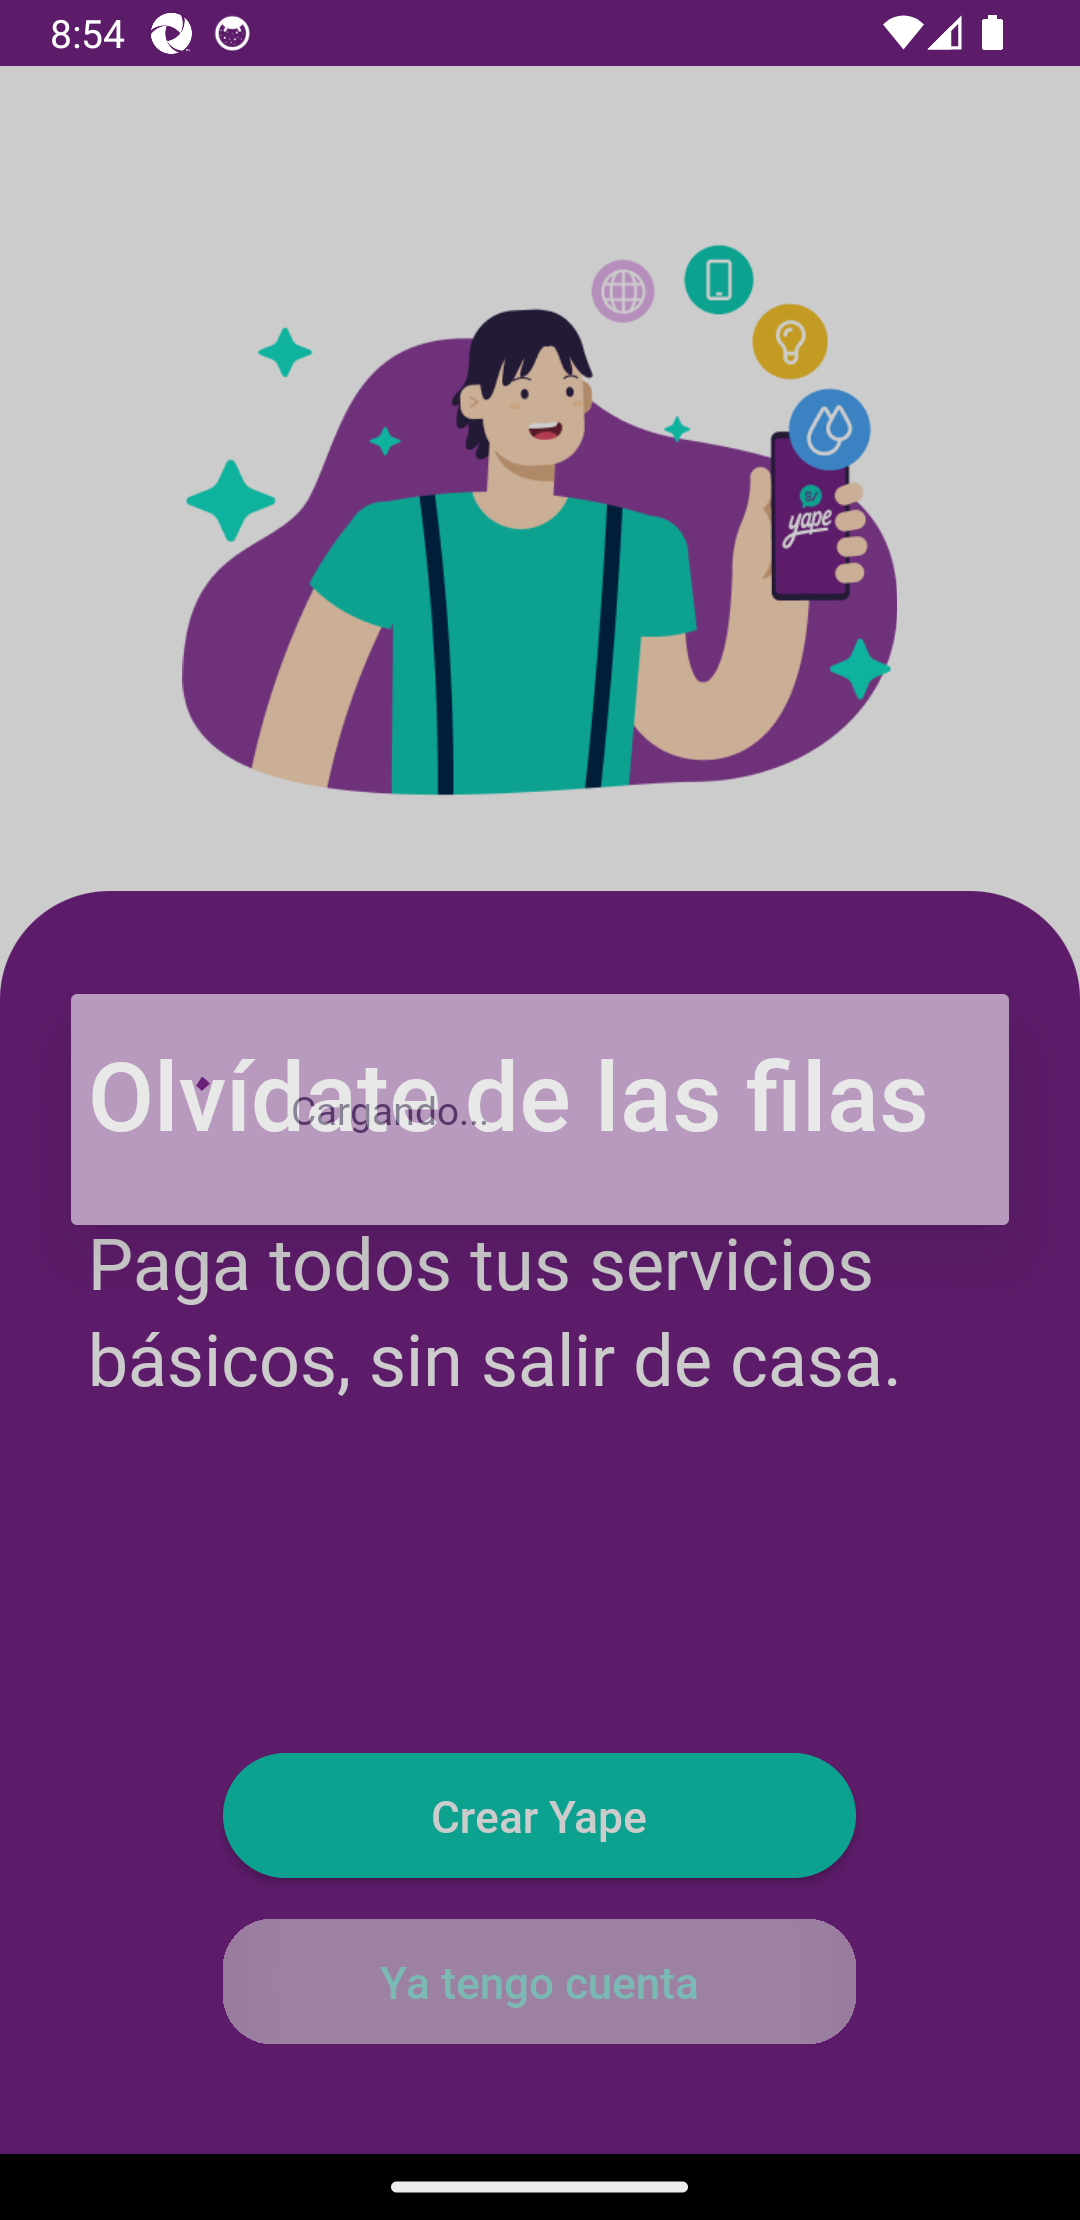 8:54
S/
yape
Olvídate de las filas
Cargando...
Paga todos tus servicios
básicos, sin salir de casa.
Crear Yape
Ya tengo cuenta